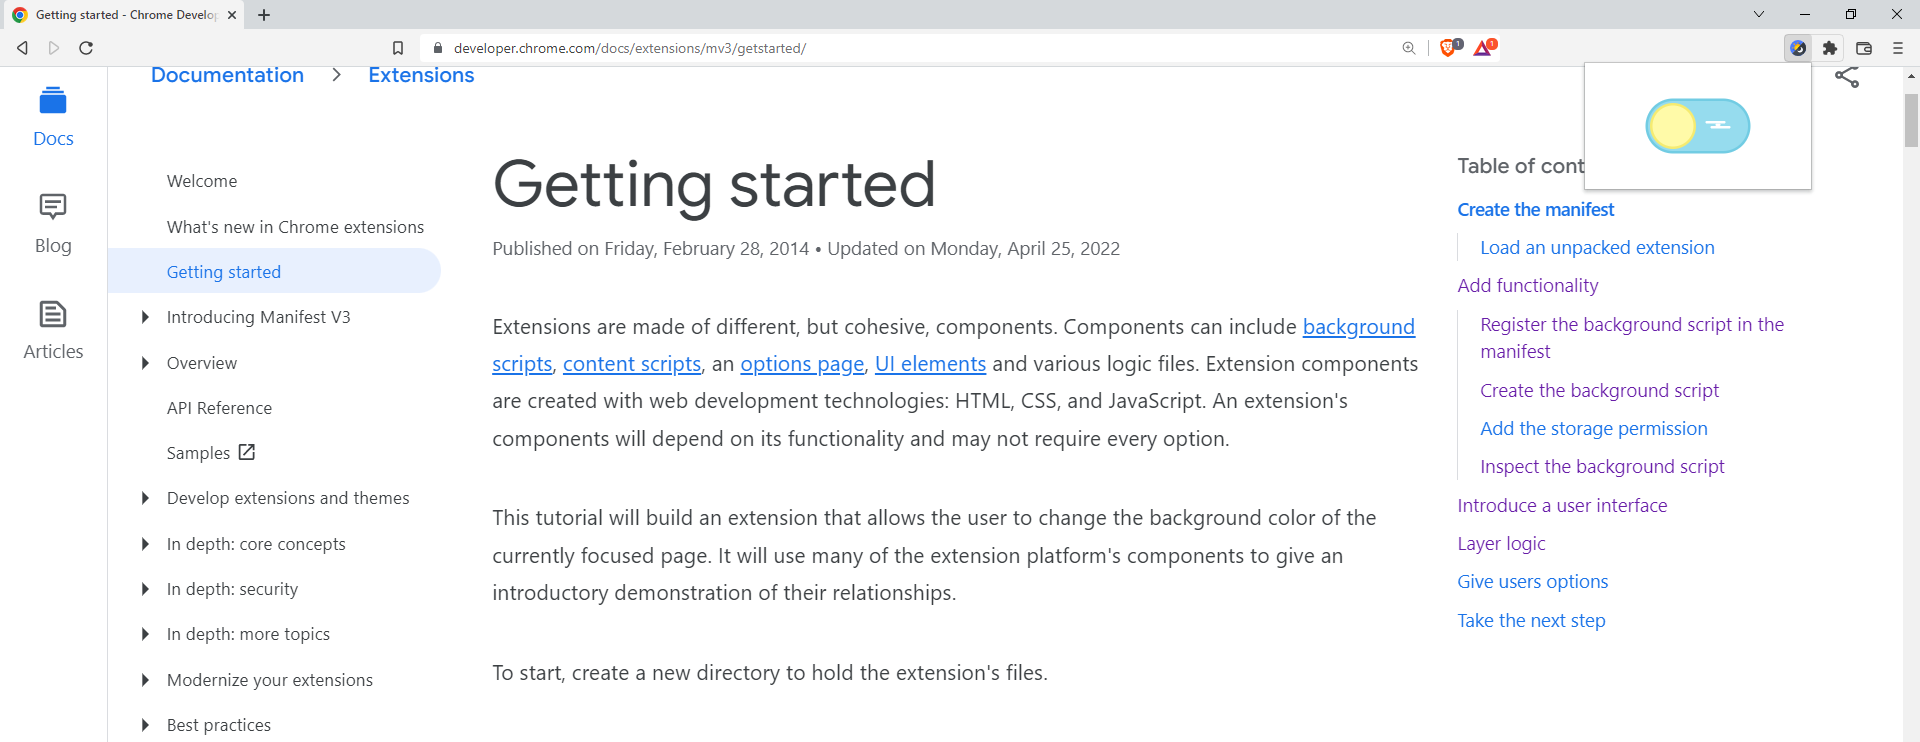 Getting started - Chrome Develop
developer.chrome.com/docs/extensions/mv3/getstarted/
1
1
Documentation
Extensions
Docs
Blog
Articles
Welcome
What's new in Chrome extensions
Getting started
Introducing Manifest V3
Overview
API Reference
Samples
Develop extensions and themes
In depth: core concepts
In depth: security
In depth: more topics
Modernize your extensions
Best practices
Getting started
Published on Friday, February 28, 2014 • Updated on Monday, April 25, 2022
Extensions are made of different, but cohesive, components. Components can include background
scripts, content scripts, an options page, UI elements and various logic files. Extension components
are created with web development technologies: HTML, CSS, and JavaScript. An extension's
components will depend on its functionality and may not require every option.
This tutorial will build an extension that allows the user to change the background color of the
currently focused page. It will use many of the extension platform's components to give an
introductory demonstration of their relationships.
To start, create a new directory to hold the extension's files.
Table of cont
Create the manifest
Load an unpacked extension
Add functionality
Register the background script in the
manifest
Create the background script
Add the storage permission
Inspect the background script
Introduce a user interface
Layer logic
Give users options
Take the next step